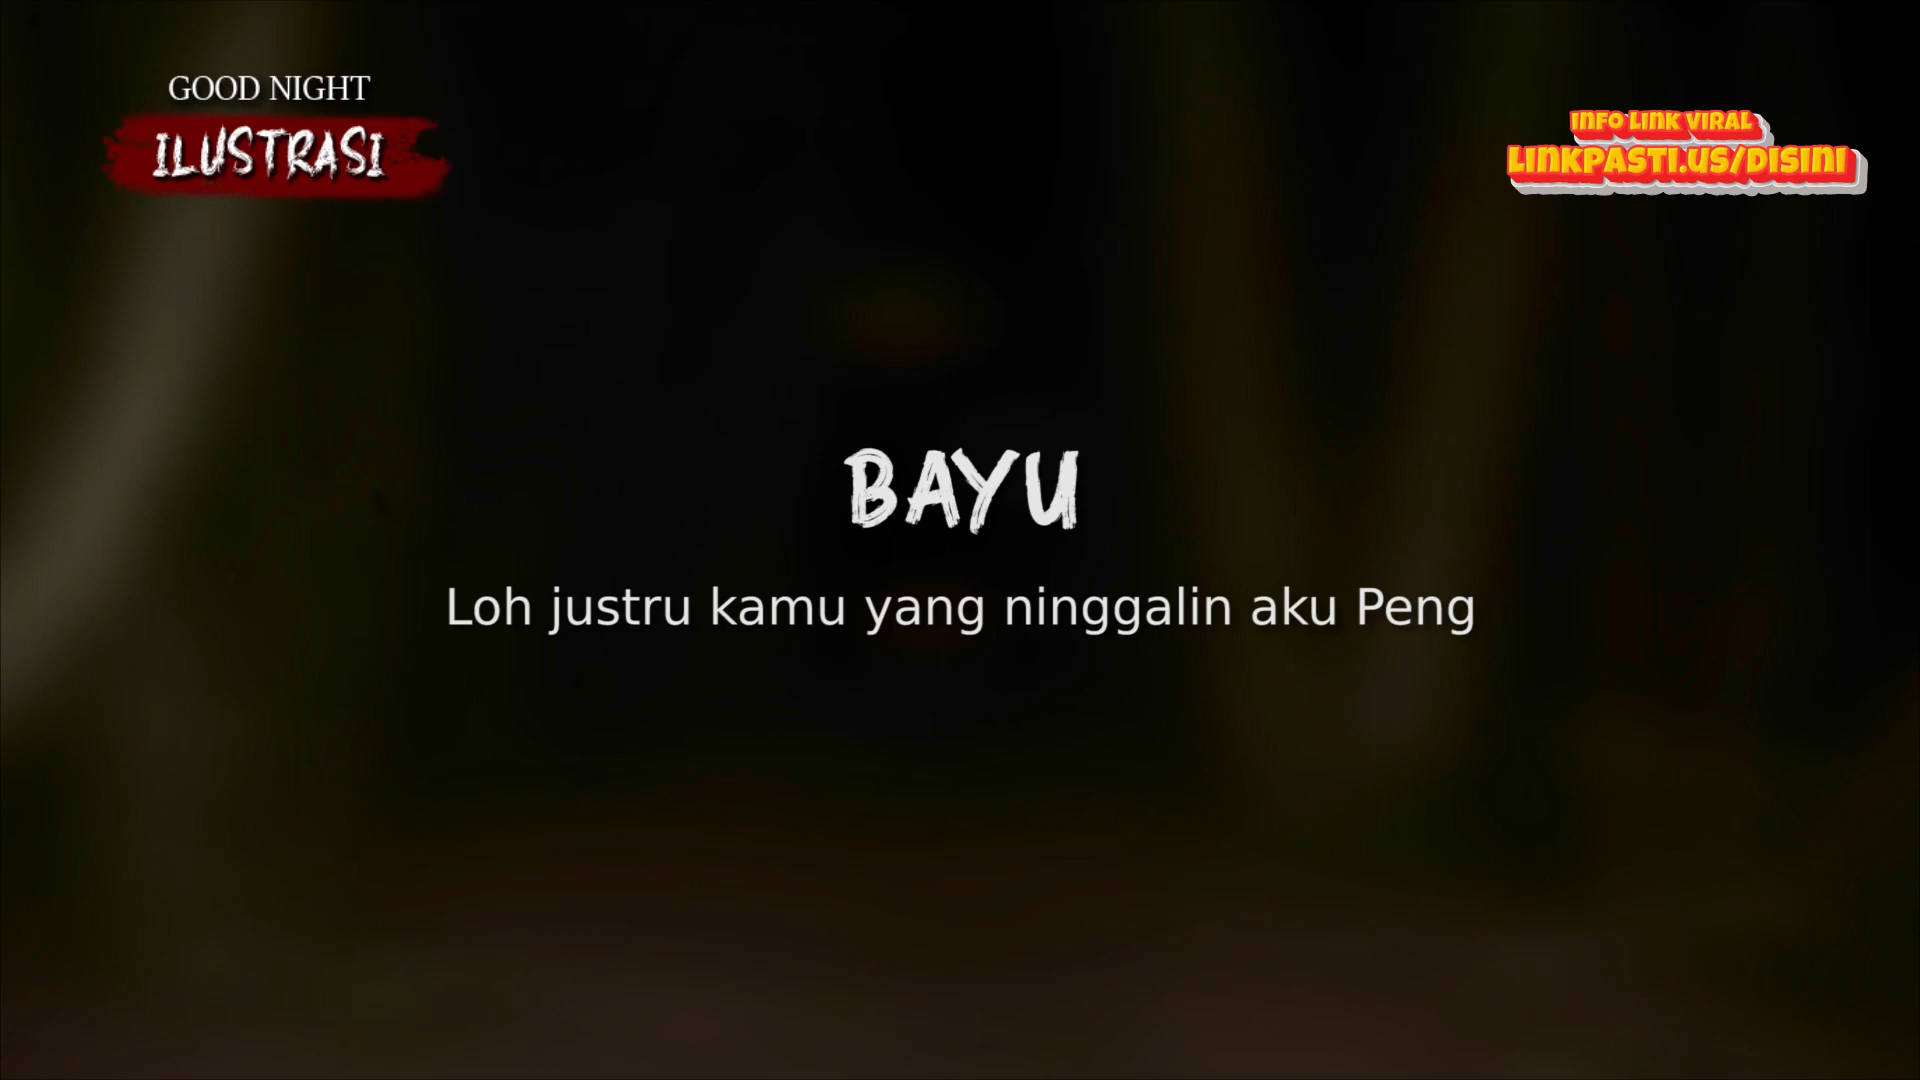 GOOD NIGHT
ILUSTRASI
INFO LINK VIRAL
LINKPASTI.US/DISINI
BAYU
Loh justru kamu yang ninggalin aku Peng